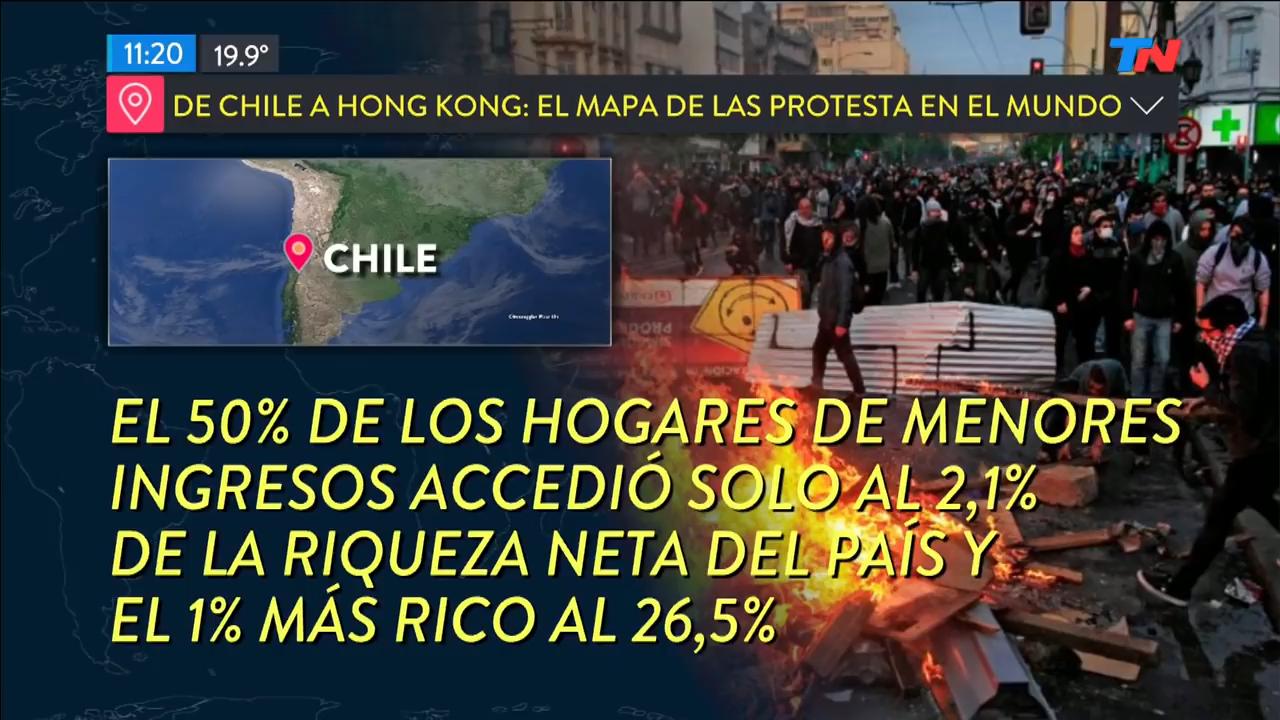 11:20 19.9°
TN
DE CHILE A HONG KONG: EL MAPA DE LAS PROTESTA EN EL MUNDO
CHILE
EL 50% DE LOS HOGARES DE MENORES
INGRESOS ACCEDIÓ SOLO AL 2,1%
DE LA RIQUEZA NETA DEL PAÍS Y
EL 1% MÁS RICO AL 26,5%